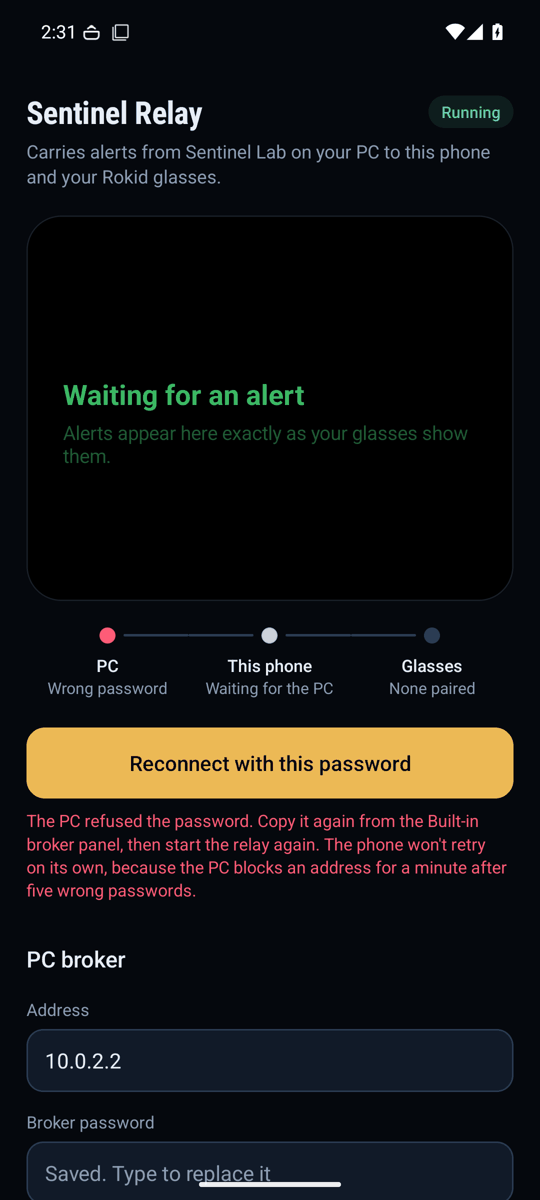 2:31
Sentinel Relay
Running
Carries alerts from Sentinel Lab on your PC to this phone
and your Rokid glasses.
Waiting for an alert
Alerts appear here exactly as your glasses show
them.
PC
This phone
Glasses
Wrong password
Waiting for the PC
None paired
Reconnect with this password
The PC refused the password. Copy it again from the Built-in
broker panel, then start the relay again. The phone won't retry
on its own, because the PC blocks an address for a minute after
five wrong passwords.
PC broker
Address
10.0.2.2
Broker password
Saved. Type to replace it